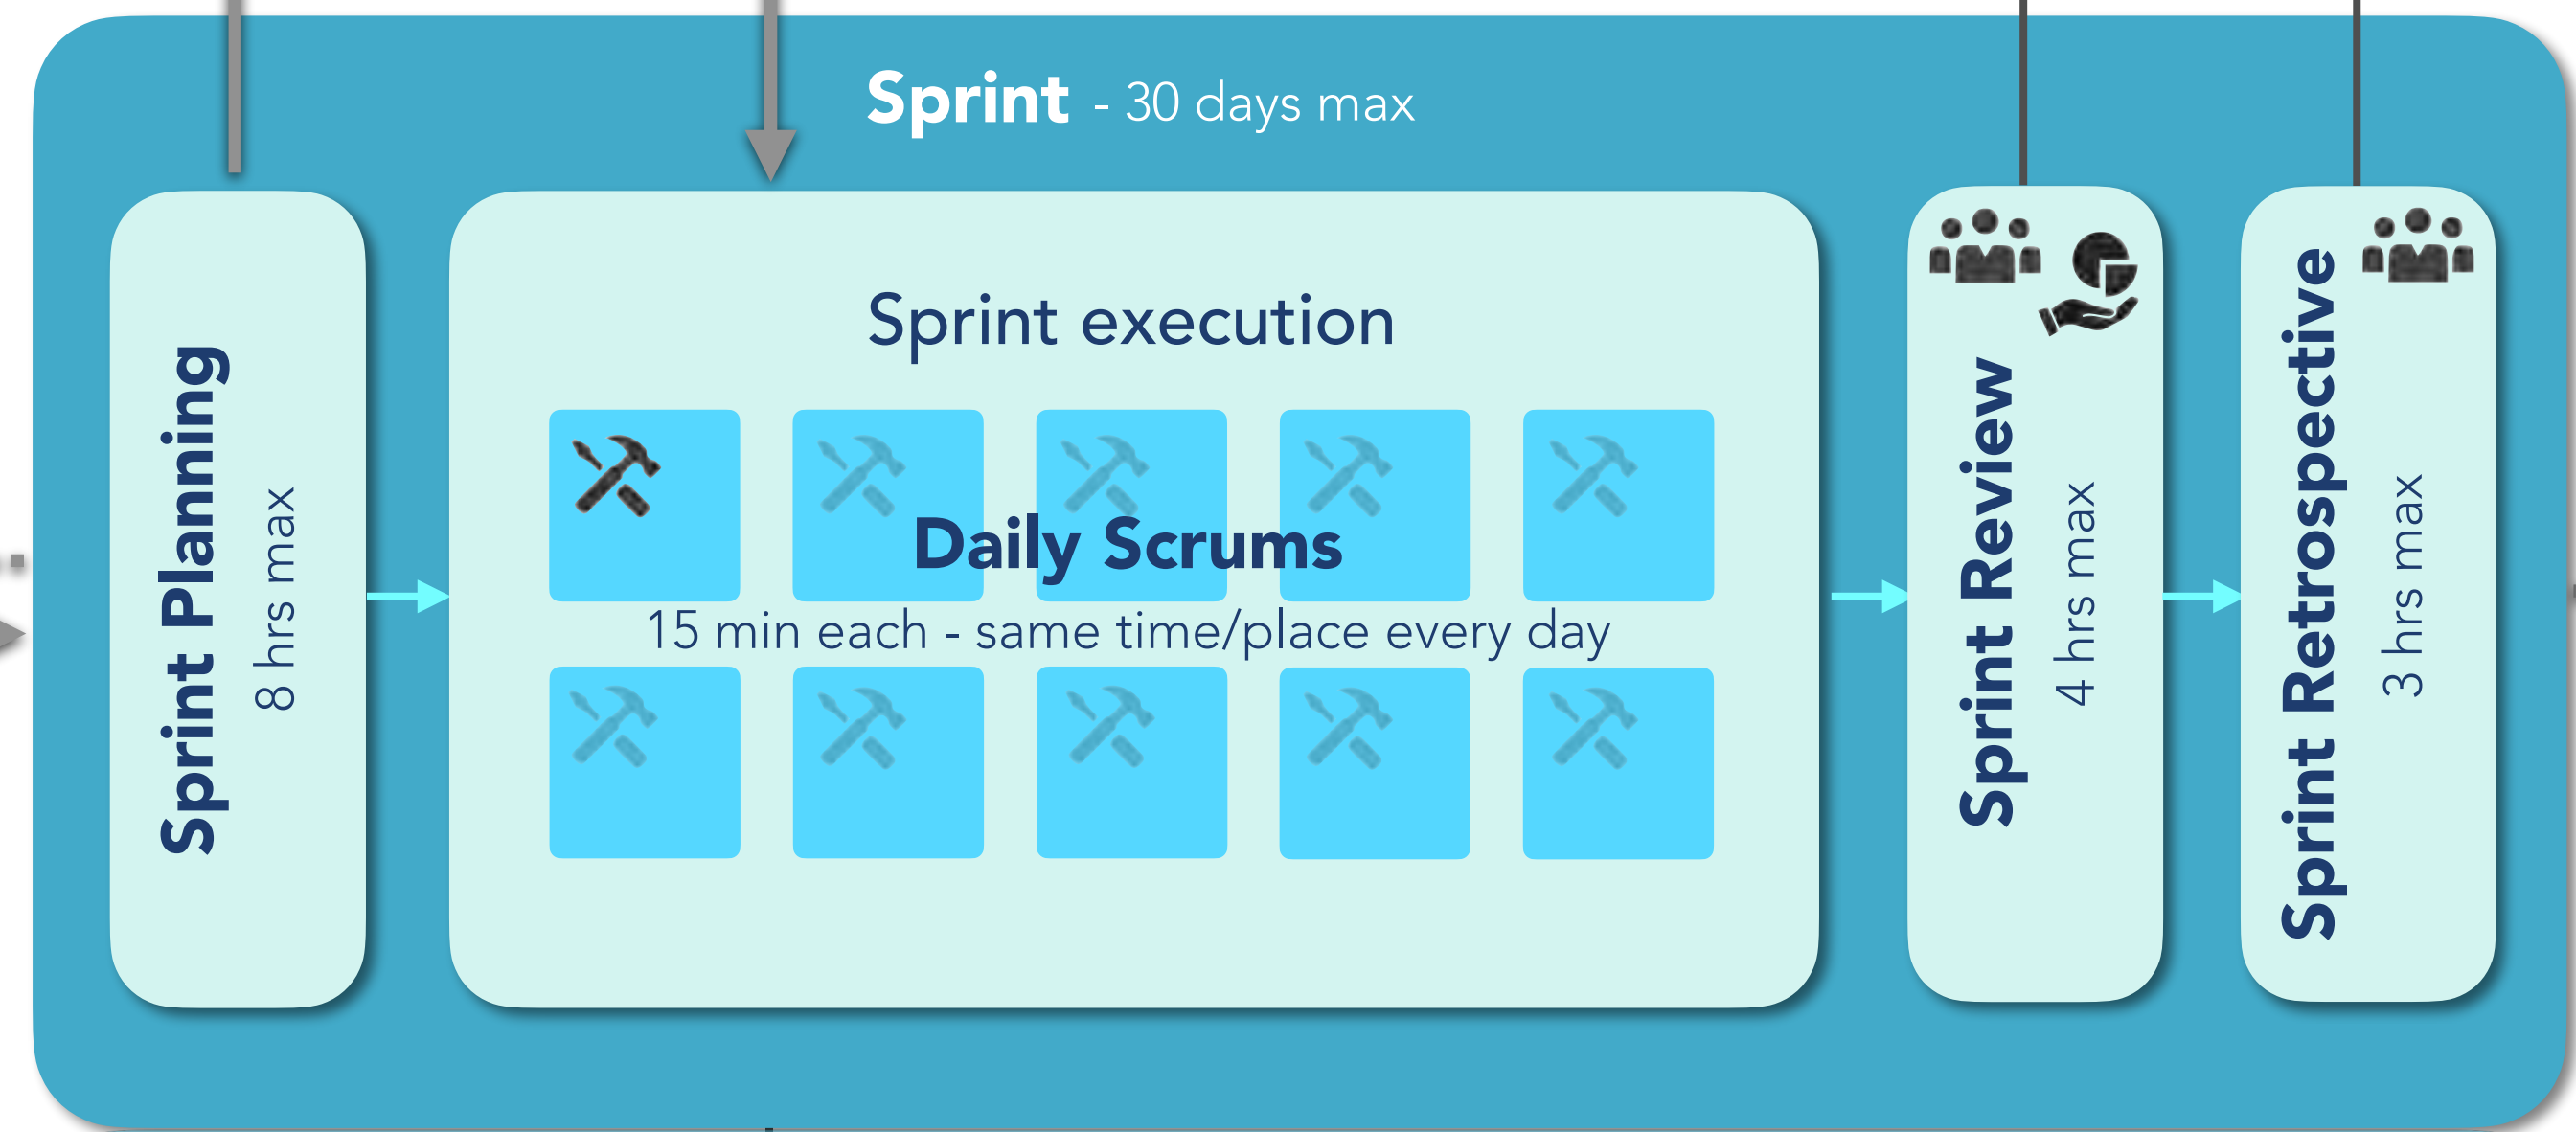 Sprint - 30 days max
Sprint Planning
8 hrs max
Sprint execution
Daily Scrums
15 min each - same time/place every day
Sprint Review
4 hrs max
Sprint Retrospective
3 hrs max